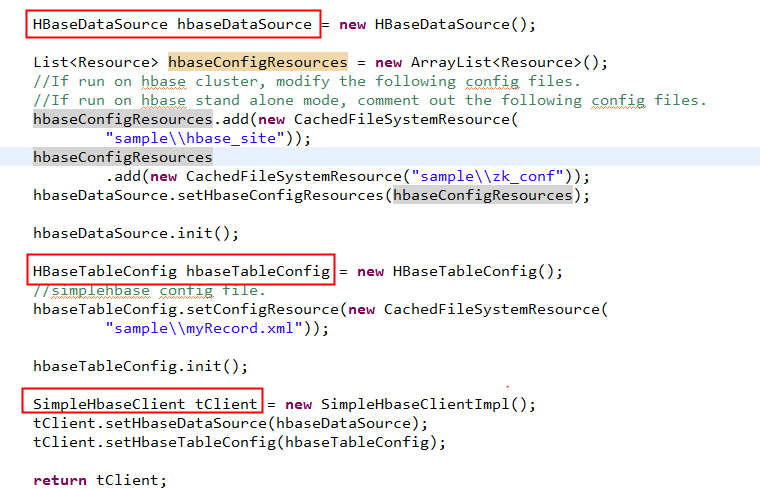 HBaseDataSource hbaseDataSource = new HBaseDataSource();
List<Resource> hbaseConfigResources = new ArrayList<Resource>();
//If run on hbase cluster, modify the following config files.
//If run on hbase stand alone mode, comment out the following config files.
hbaseConfigResources.add(new CachedFileSystemResource(
"sample\\hbase_site"));
hbaseConfigResources
.add(new CachedFileSystemResource("sample\\zk_conf"));
hbaseDataSource.setHbaseConfigResources(hbaseConfigResources);
hbaseDataSource.init();
HBaseTableConfig hbaseTableConfig = new HBaseTableConfig();
//simplehbase config file.
hbaseTableConfig.setConfigResource(new CachedFileSystemResource(
"sample\\myRecord.xml"));
hbaseTableConfig.init();
SimpleHbaseClient tClient = new SimpleHbaseClientImpl();
tClient.setHbaseDataSource(hbaseDataSource);
tClient.setHbaseTableConfig(hbaseTableConfig);
return tClient;